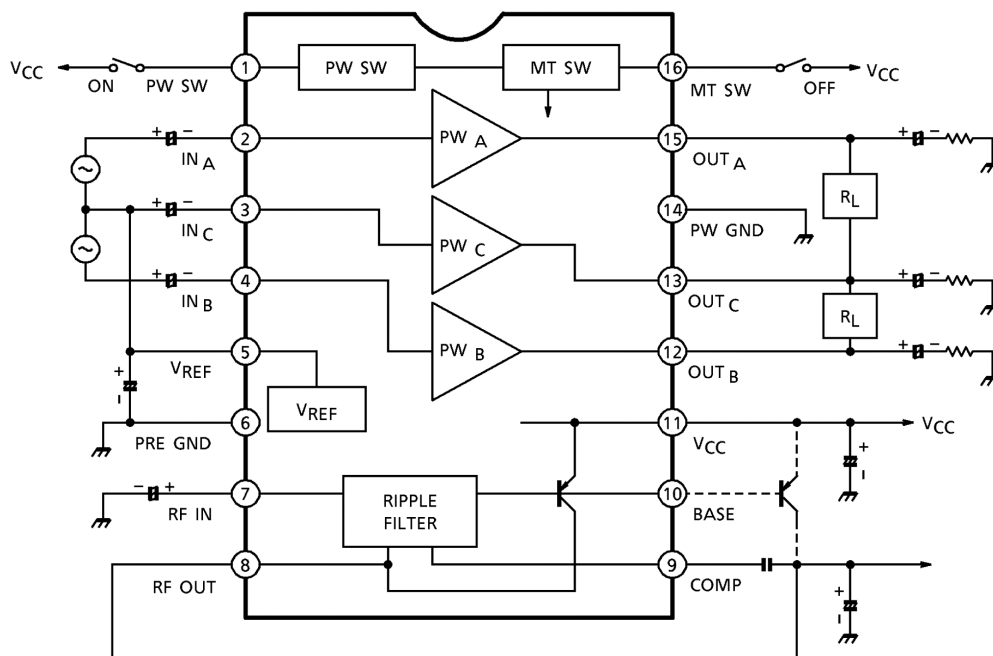 VCC ON PW SW 1 PW SW MT SW 16 MT SW OFF VCC
+ − IN A 2 PW A 15 OUT A + −
RL
+ − IN C 3 14 PW GND
PW C
+ − IN B 4 13 OUT C + −
RL
VREF 5 PW B 12 OUT B + −
+ − VREF
PRE GND 6 11 VCC VCC
+ −
− + RF IN 7 RIPPLE FILTER 10 BASE
RF OUT 8 9 COMP
+ −